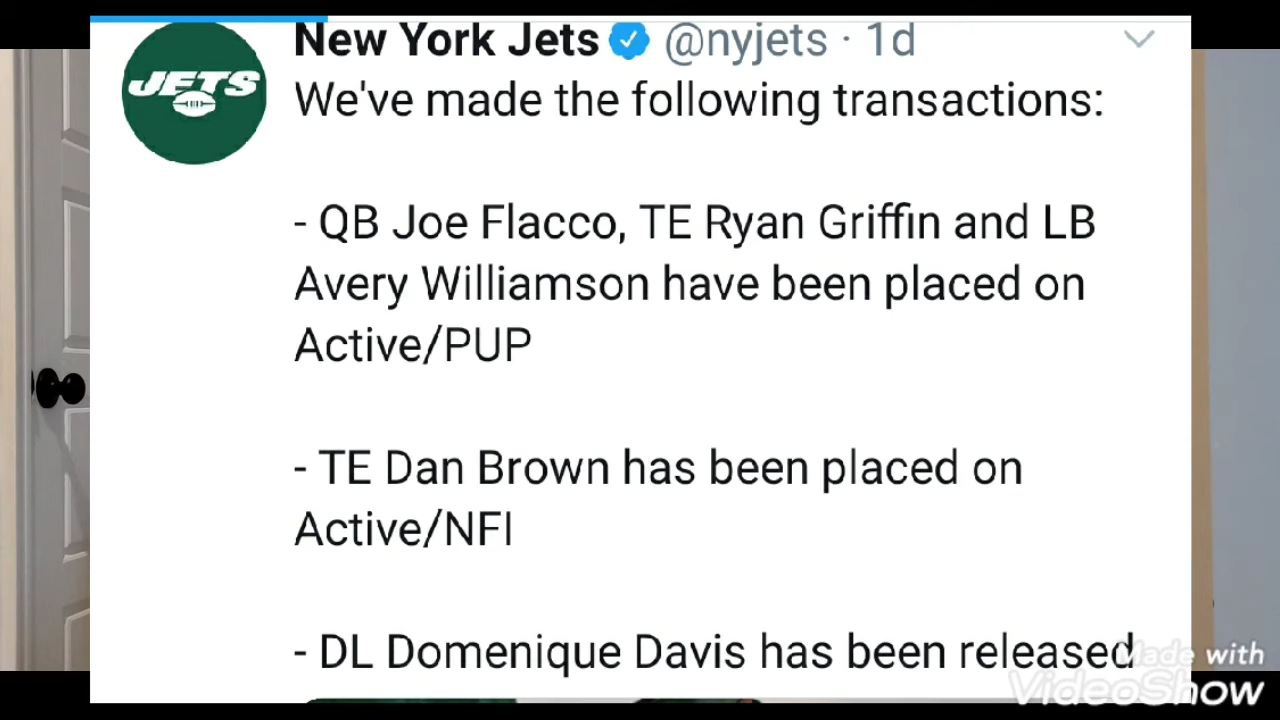 JETS
New York Jets @nyjets · 1d
We've made the following transactions:
- QB Joe Flacco, TE Ryan Griffin and LB
Avery Williamson have been placed on
Active/PUP
- TE Dan Brown has been placed on
Active/NFI
- DL Domenique Davis has been released
Made with
VideoShow